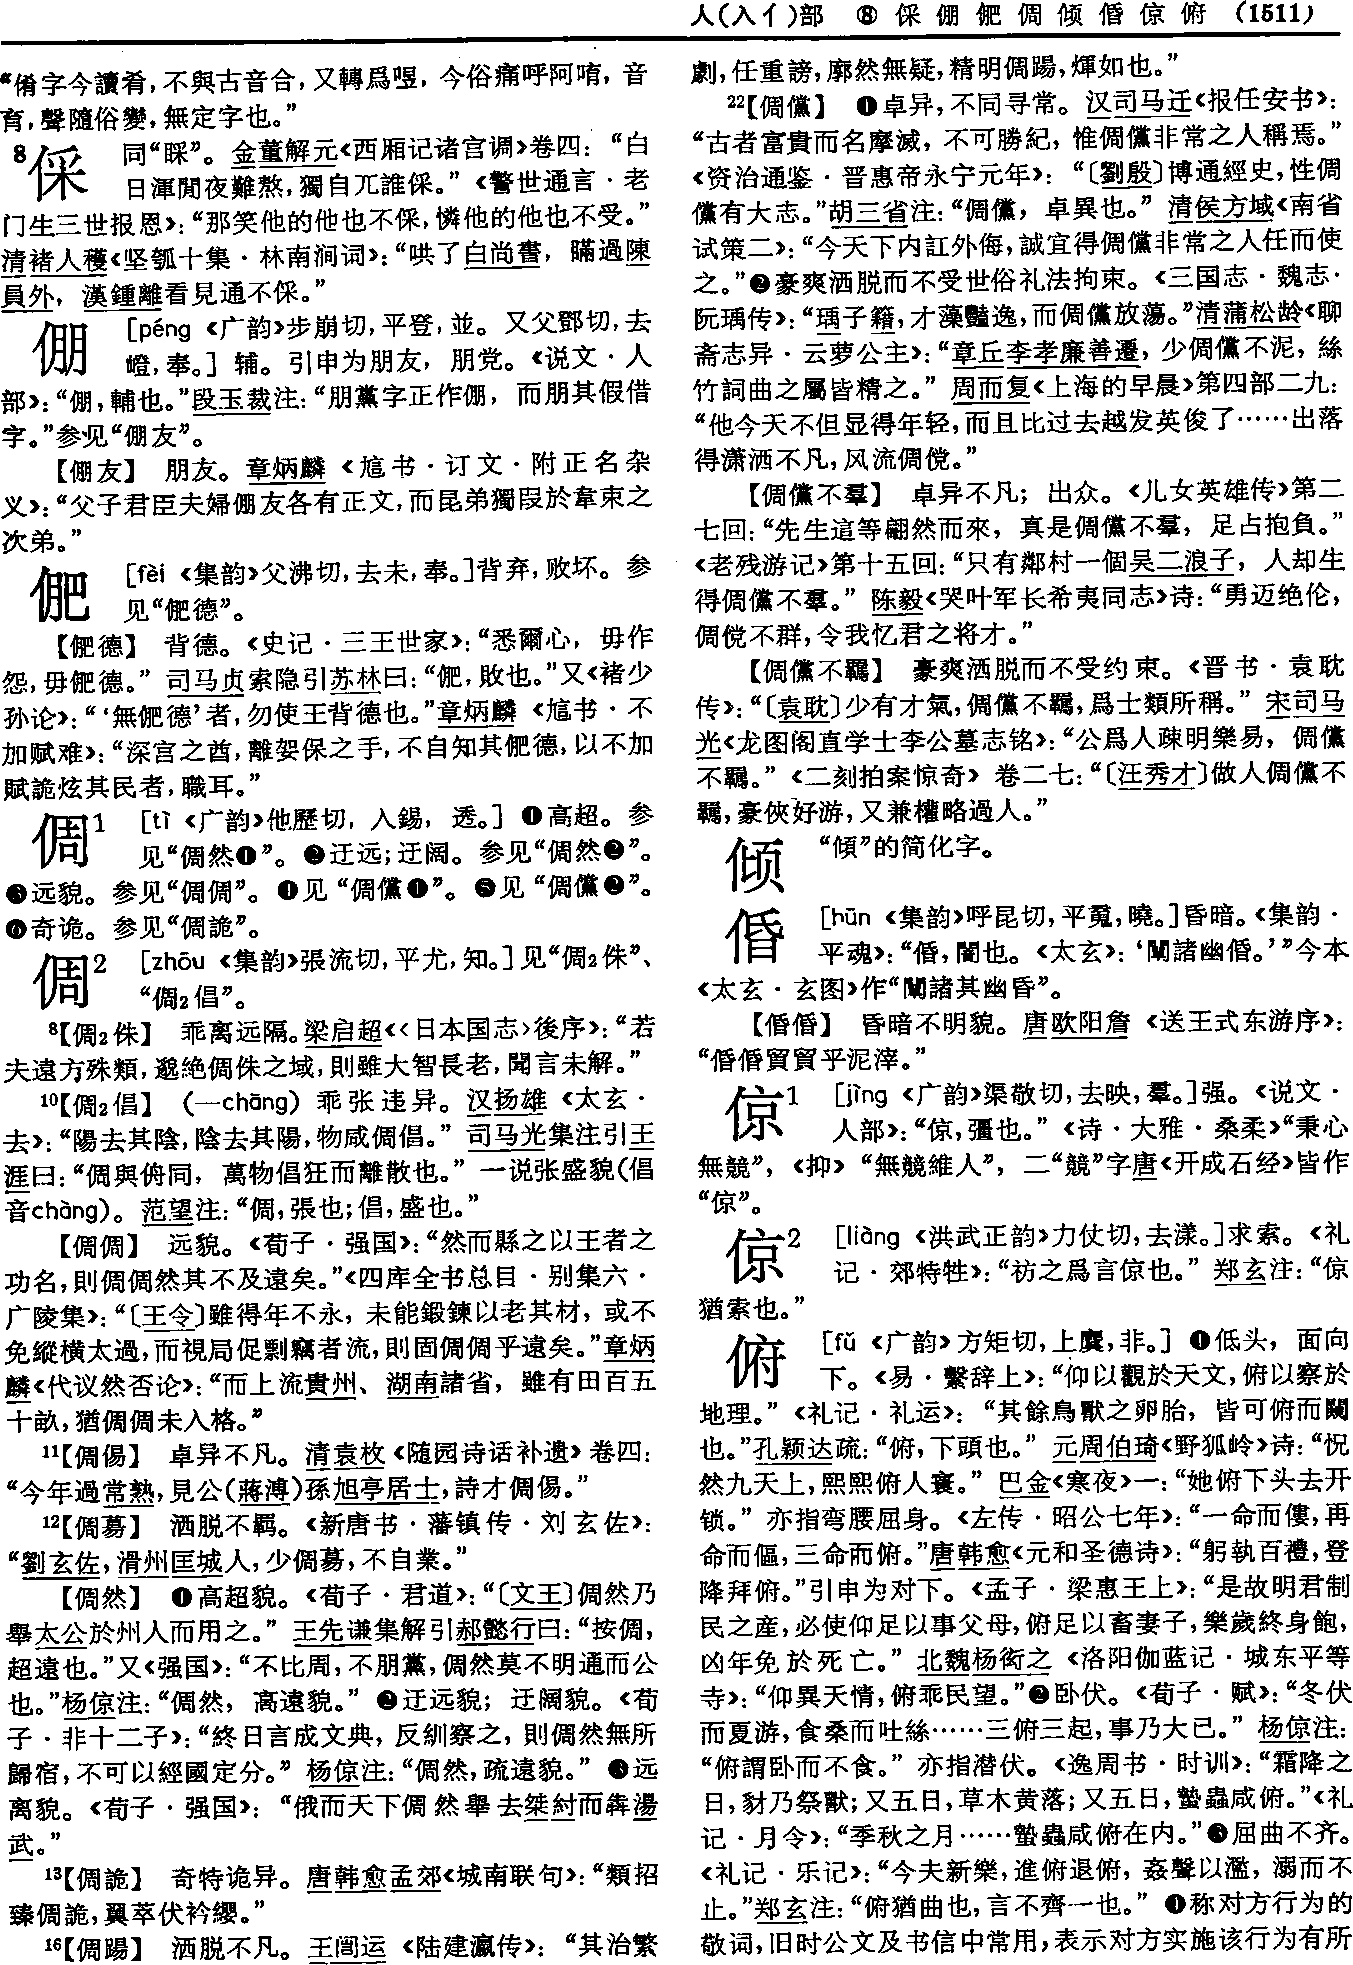 人(入亻)部 ⑧ 倸倗㔗倜倾惛倞俯 (1511)
“倄字今讀肴，不與古音合，又轉爲喅，今俗痛呼阿唷，音
育，聲隨俗變，無定字也。”
8倸 同“睬”。金董解元《西厢记诸宫调》卷四：“白
日渾閒夜難熬，獨自兀誰倸。”《警世通言·老
门生三世报恩》：“那笑他的他也不倸，憐他的他也不受。”
清褚人穫《坚瓠十集·林南涧词》：“哄了白尚書，瞞過陳
員外，漢鍾離看見通不倸。”
倗 [péng《广韵》步崩切，平登，並。又父鄧切，去
嶝，奉。] 辅。引申为朋友，朋党。《说文·人
部》：“倗，輔也。”段玉裁注：“朋黨字正作倗，而朋其假借
字。”参见“倗友”。
【倗友】 朋友。章炳麟《訄书·订文·附正名杂
义》：“父子君臣夫婦倗友各有正文，而昆弟獨叚於韋束之
次弟。”
俷 [fèi《集韵》父沸切，去未，奉。]背弃，败坏。参
见“俷德”。
【俷德】 背德。《史记·三王世家》：“悉爾心，毋作
怨，毋俷德。”司马贞索隐引苏林曰：“俷，敗也。”又《褚少
孙论》：“‘無俷德’者，勿使王背德也。”章炳麟《訄书·不
加赋难》：“深宫之酋，離妿保之手，不自知其俷德，以不加
賦詭炫其民者，職耳。”
倜1 [tì《广韵》他歷切，入錫，透。] ❶高超。参
见“倜然❶”。❷迂远；迂阔。参见“倜然❷”。
❸远貌。参见“倜倜”。❹见“倜儻❶”。❺见“倜儻❷”。
❻奇诡。参见“倜詭”。
倜2 [zhōu《集韵》張流切，平尤，知。]见“倜2侏”、
“倜2倡”。
8【倜2侏】 乖离远隔。梁启超《〈日本国志〉後序》：“若
夫遠方殊類，邈絶倜侏之域，則雖大智長老，聞言未解。”
10【倜2倡】 (—chāng) 乖张违异。汉扬雄《太玄·
去》：“陽去其陰，陰去其陽，物咸倜倡。”司马光集注引王
涯曰：“倜與侜同，萬物倡狂而離散也。”一说张盛貌(倡
音chàng)。范望注：“倜，張也；倡，盛也。”
【倜倜】 远貌。《荀子·强国》：“然而縣之以王者之
功名，則倜倜然其不及遠矣。”《四库全书总目·别集六·
广陵集》：“〔王令〕雖得年不永，未能鍛鍊以老其材，或不
免縱横太過，而視局促剽竊者流，則固倜倜乎遠矣。”章炳
麟《代议然否论》：“而上流貴州、湖南諸省，雖有田百五
十畝，猶倜倜未入格。”
11【倜傷】 卓异不凡。清袁枚《随园诗话补遗》卷四：
“今年過常熟，見公(蔣溥)孫旭亭居士，詩才倜傷。”
12【倜募】 洒脱不羁。《新唐书·藩镇传·刘玄佐》：
“劉玄佐，滑州匡城人，少倜募，不自業。”
【倜然】 ❶高超貌。《荀子·君道》：“〔文王〕倜然乃
舉太公於州人而用之。”王先谦集解引郝懿行曰：“按倜，
超遠也。”又《强国》：“不比周，不朋黨，倜然莫不明通而公
也。”杨倞注：“倜然，高遠貌。”❷迂远貌；迂阔貌。《荀
子·非十二子》：“終日言成文典，反紃察之，則倜然無所
歸宿，不可以經國定分。”杨倞注：“倜然，疏遠貌。”❸远
离貌。《荀子·强国》：“俄而天下倜然舉去桀紂而犇湯
武。”
13【倜詭】 奇特诡异。唐韩愈孟郊《城南联句》：“類招
臻倜詭，翼萃伏衿纓。”
16【倜踢】 洒脱不凡。王闿运《陆建瀛传》：“其治繁
劇，任重謗，廓然無疑，精明倜踢，煇如也。”
22【倜儻】 ❶卓异，不同寻常。汉司马迁《报任安书》：
“古者富貴而名摩滅，不可勝紀，惟倜儻非常之人稱焉。”
《资治通鉴·晋惠帝永宁元年》：“〔劉殷〕博通經史，性倜
儻有大志。”胡三省注：“倜儻，卓異也。”清侯方域《南省
试策二》：“今天下内訌外侮，誠宜得倜儻非常之人任而使
之。”❷豪爽洒脱而不受世俗礼法拘束。《三国志·魏志·
阮瑀传》：“瑀子籍，才藻豔逸，而倜儻放蕩。”清蒲松龄《聊
斋志异·云萝公主》：“章丘李孝廉善遷，少倜儻不泥，絲
竹詞曲之屬皆精之。”周而复《上海的早晨》第四部二九：
“他今天不但显得年轻，而且比过去越发英俊了……出落
得潇洒不凡，风流倜傥。”
【倜儻不羣】 卓异不凡；出众。《儿女英雄传》第二
七回：“先生這等翩然而來，真是倜儻不羣，足占抱負。”
《老残游记》第十五回：“只有鄰村一個吴二浪子，人却生
得倜儻不羣。”陈毅《哭叶军长希夷同志》诗：“勇迈绝伦，
倜傥不群，令我忆君之将才。”
【倜儻不羈】 豪爽洒脱而不受约束。《晋书·袁耽
传》：“〔袁耽〕少有才氣，倜儻不羈，爲士類所稱。”宋司马
光《龙图阁直学士李公墓志铭》：“公爲人疎明樂易，倜儻
不羈。”《二刻拍案惊奇》卷二七：“〔汪秀才〕做人倜儻不
羈，豪俠好游，又兼權略過人。”
倾 “傾”的简化字。
惛 [hūn《集韵》呼昆切，平䰟，曉。]昏暗。《集韵·
平魂》：“惛，闇也。《太玄》：‘闡諸幽惛。’”今本
《太玄·玄图》作“闡諸其幽昏”。
【惛惛】 昏暗不明貌。唐欧阳詹《送王式东游序》：
“惛惛貿貿乎泥滓。”
倞1 [jìng《广韵》渠敬切，去映，羣。]强。《说文·
人部》：“倞，彊也。”《诗·大雅·桑柔》“秉心
無競”，《抑》“無競維人”，二“競”字唐《开成石经》皆作
“倞”。
倞2 [liàng《洪武正韵》力仗切，去漾。]求索。《礼
记·郊特牲》：“祊之爲言倞也。”郑玄注：“倞
猶索也。”
俯 [fǔ《广韵》方矩切，上麌，非。] ❶低头，面向
下。《易·繫辞上》：“仰以觀於天文，俯以察於
地理。”《礼记·礼运》：“其餘鳥獸之卵胎，皆可俯而闚
也。”孔颖达疏：“俯，下頭也。”元周伯琦《野狐岭》诗：“怳
然九天上，熙熙俯人寰。”巴金《寒夜》一：“她俯下头去开
锁。”亦指弯腰屈身。《左传·昭公七年》：“一命而僂，再
命而傴，三命而俯。”唐韩愈《元和圣德诗》：“躬執百禮，登
降拜俯。”引申为对下。《孟子·梁惠王上》：“是故明君制
民之産，必使仰足以事父母，俯足以畜妻子，樂歲終身飽，
凶年免於死亡。”北魏杨衒之《洛阳伽蓝记·城东平等
寺》：“仰異天情，俯乖民望。”❷卧伏。《荀子·赋》：“冬伏
而夏游，食桑而吐絲……三俯三起，事乃大已。”杨倞注：
“俯謂卧而不食。”亦指潜伏。《逸周书·时训》：“霜降之
日，豺乃祭獸；又五日，草木黄落；又五日，蟄蟲咸俯。”《礼
记·月令》：“季秋之月……蟄蟲咸俯在内。”❸屈曲不齐。
《礼记·乐记》：“今夫新樂，進俯退俯，姦聲以濫，溺而不
止。”郑玄注：“俯猶曲也，言不齊一也。”❹称对方行为的
敬词，旧时公文及书信中常用，表示对方实施该行为有所